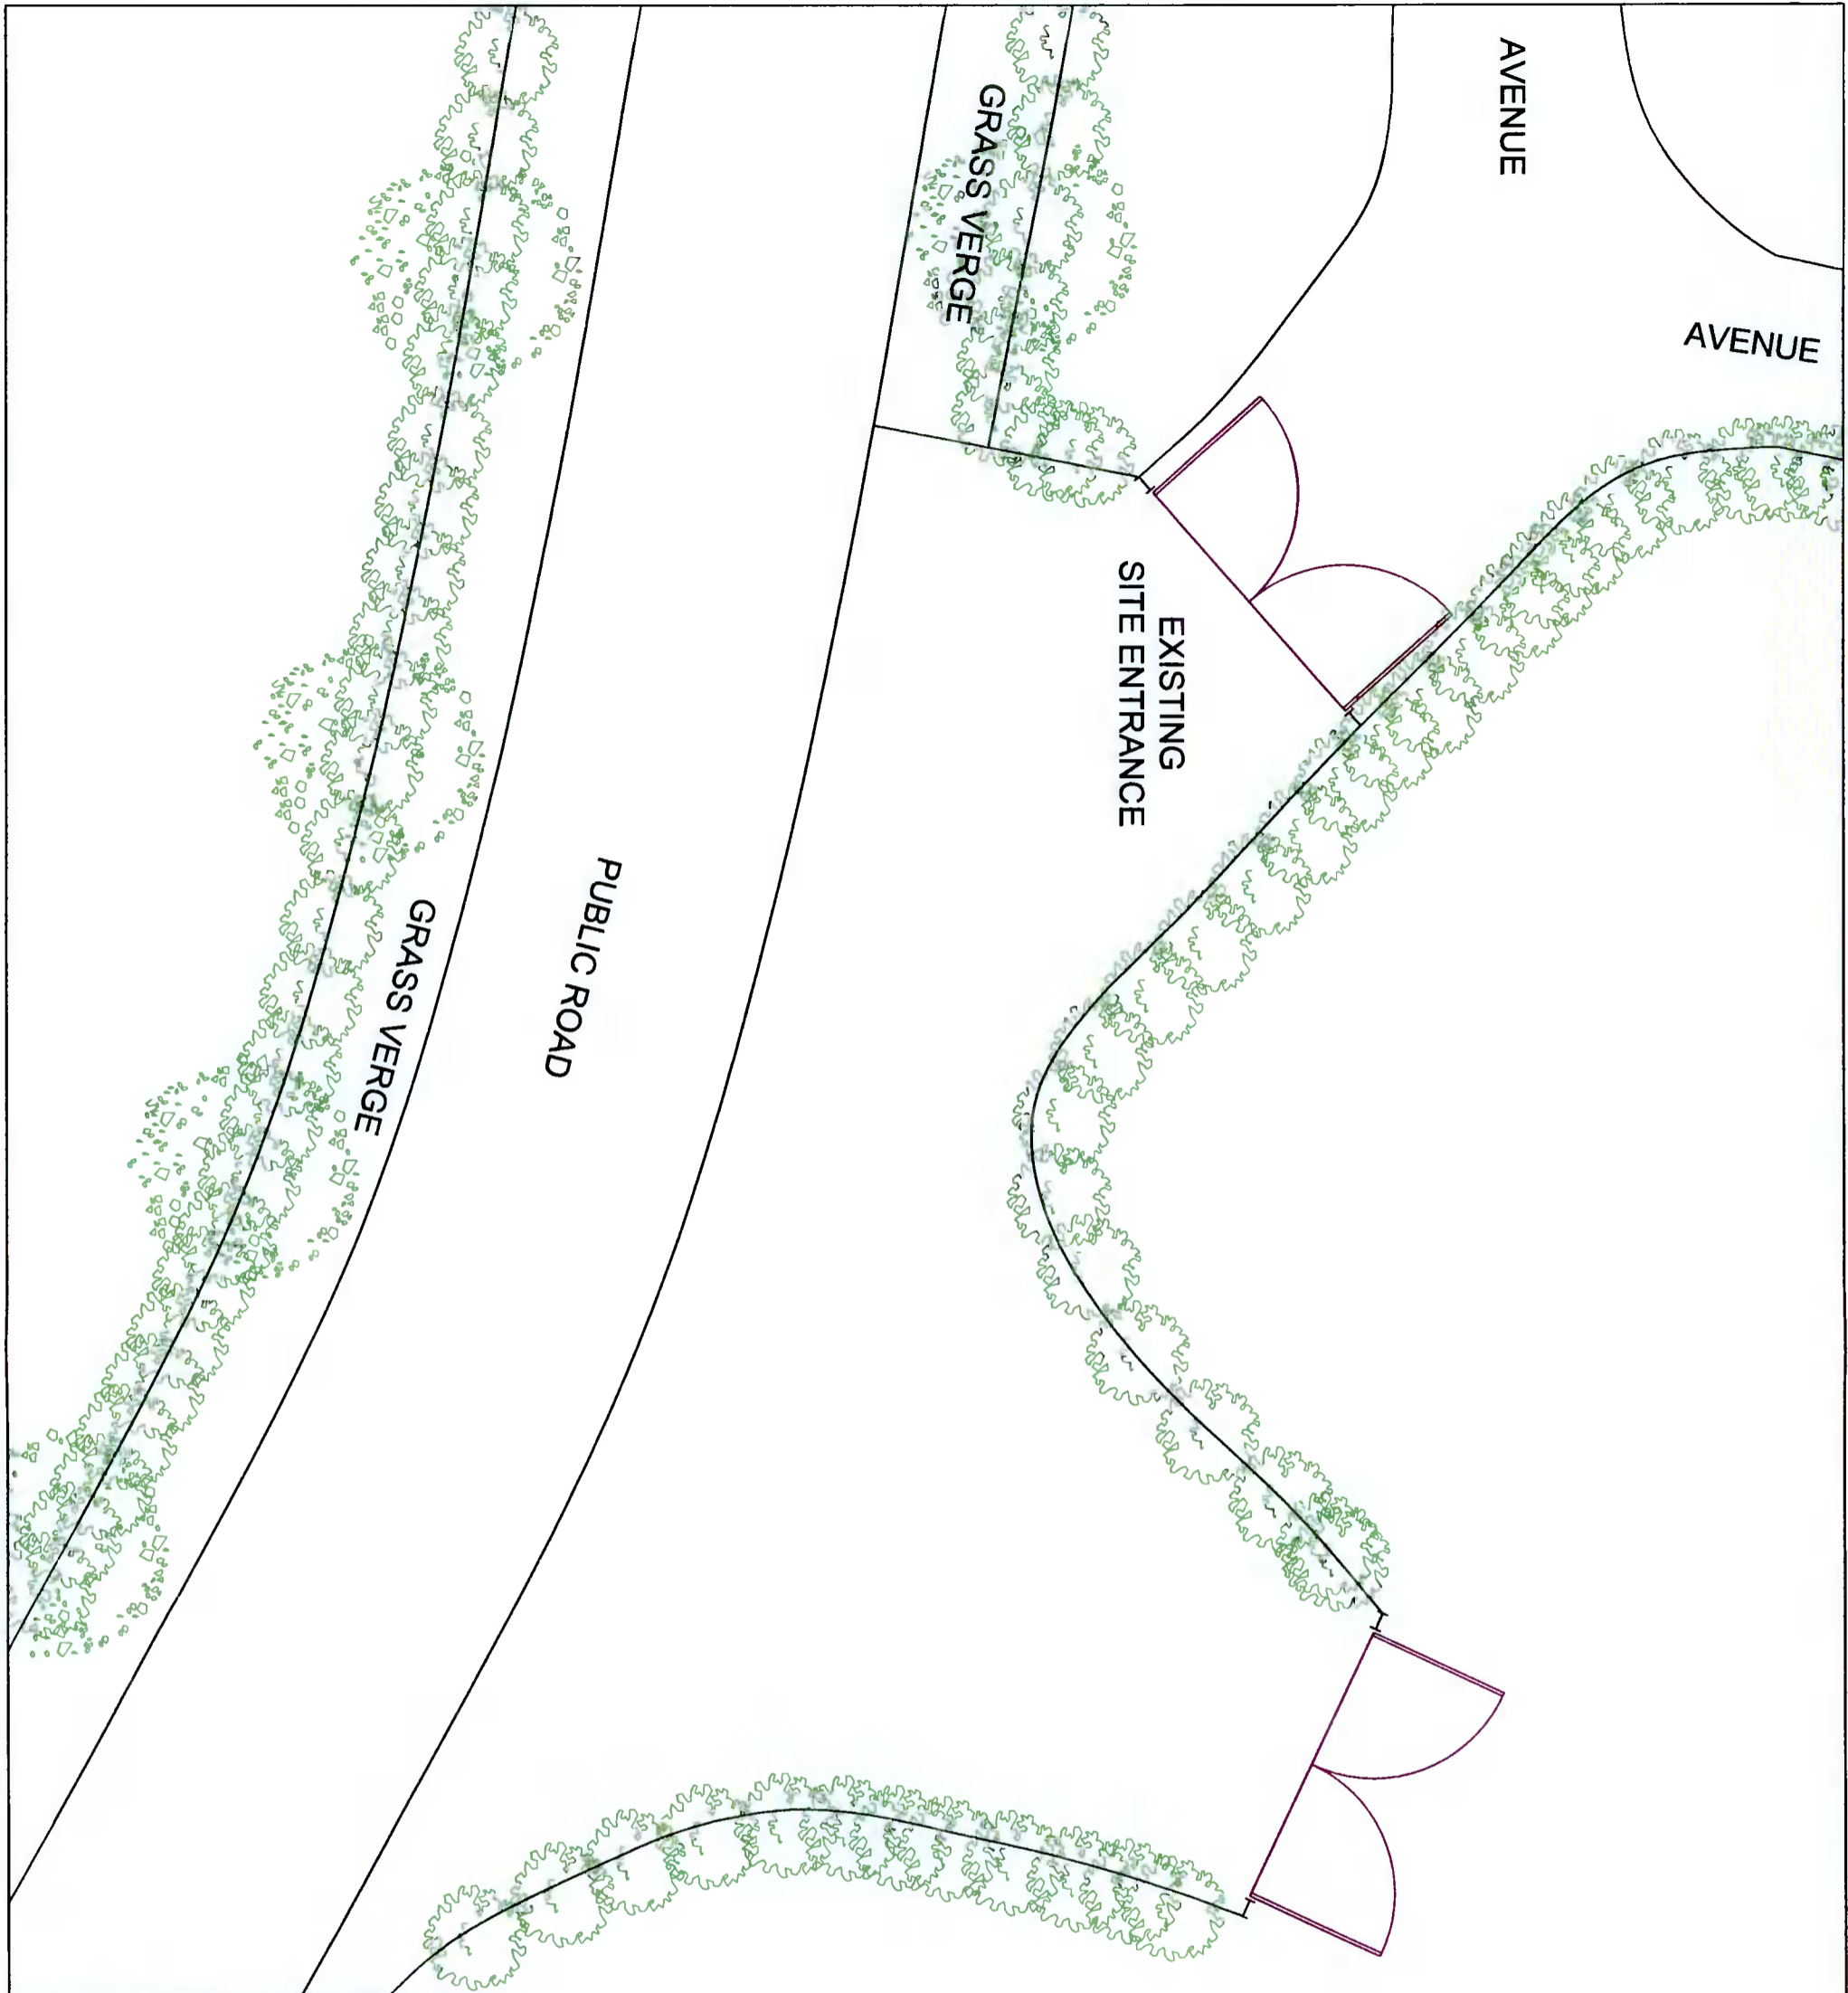 AVENUE
GRASS VERGE
AVENUE
EXISTING
SITE ENTRANCE
PUBLIC ROAD
GRASS VERGE